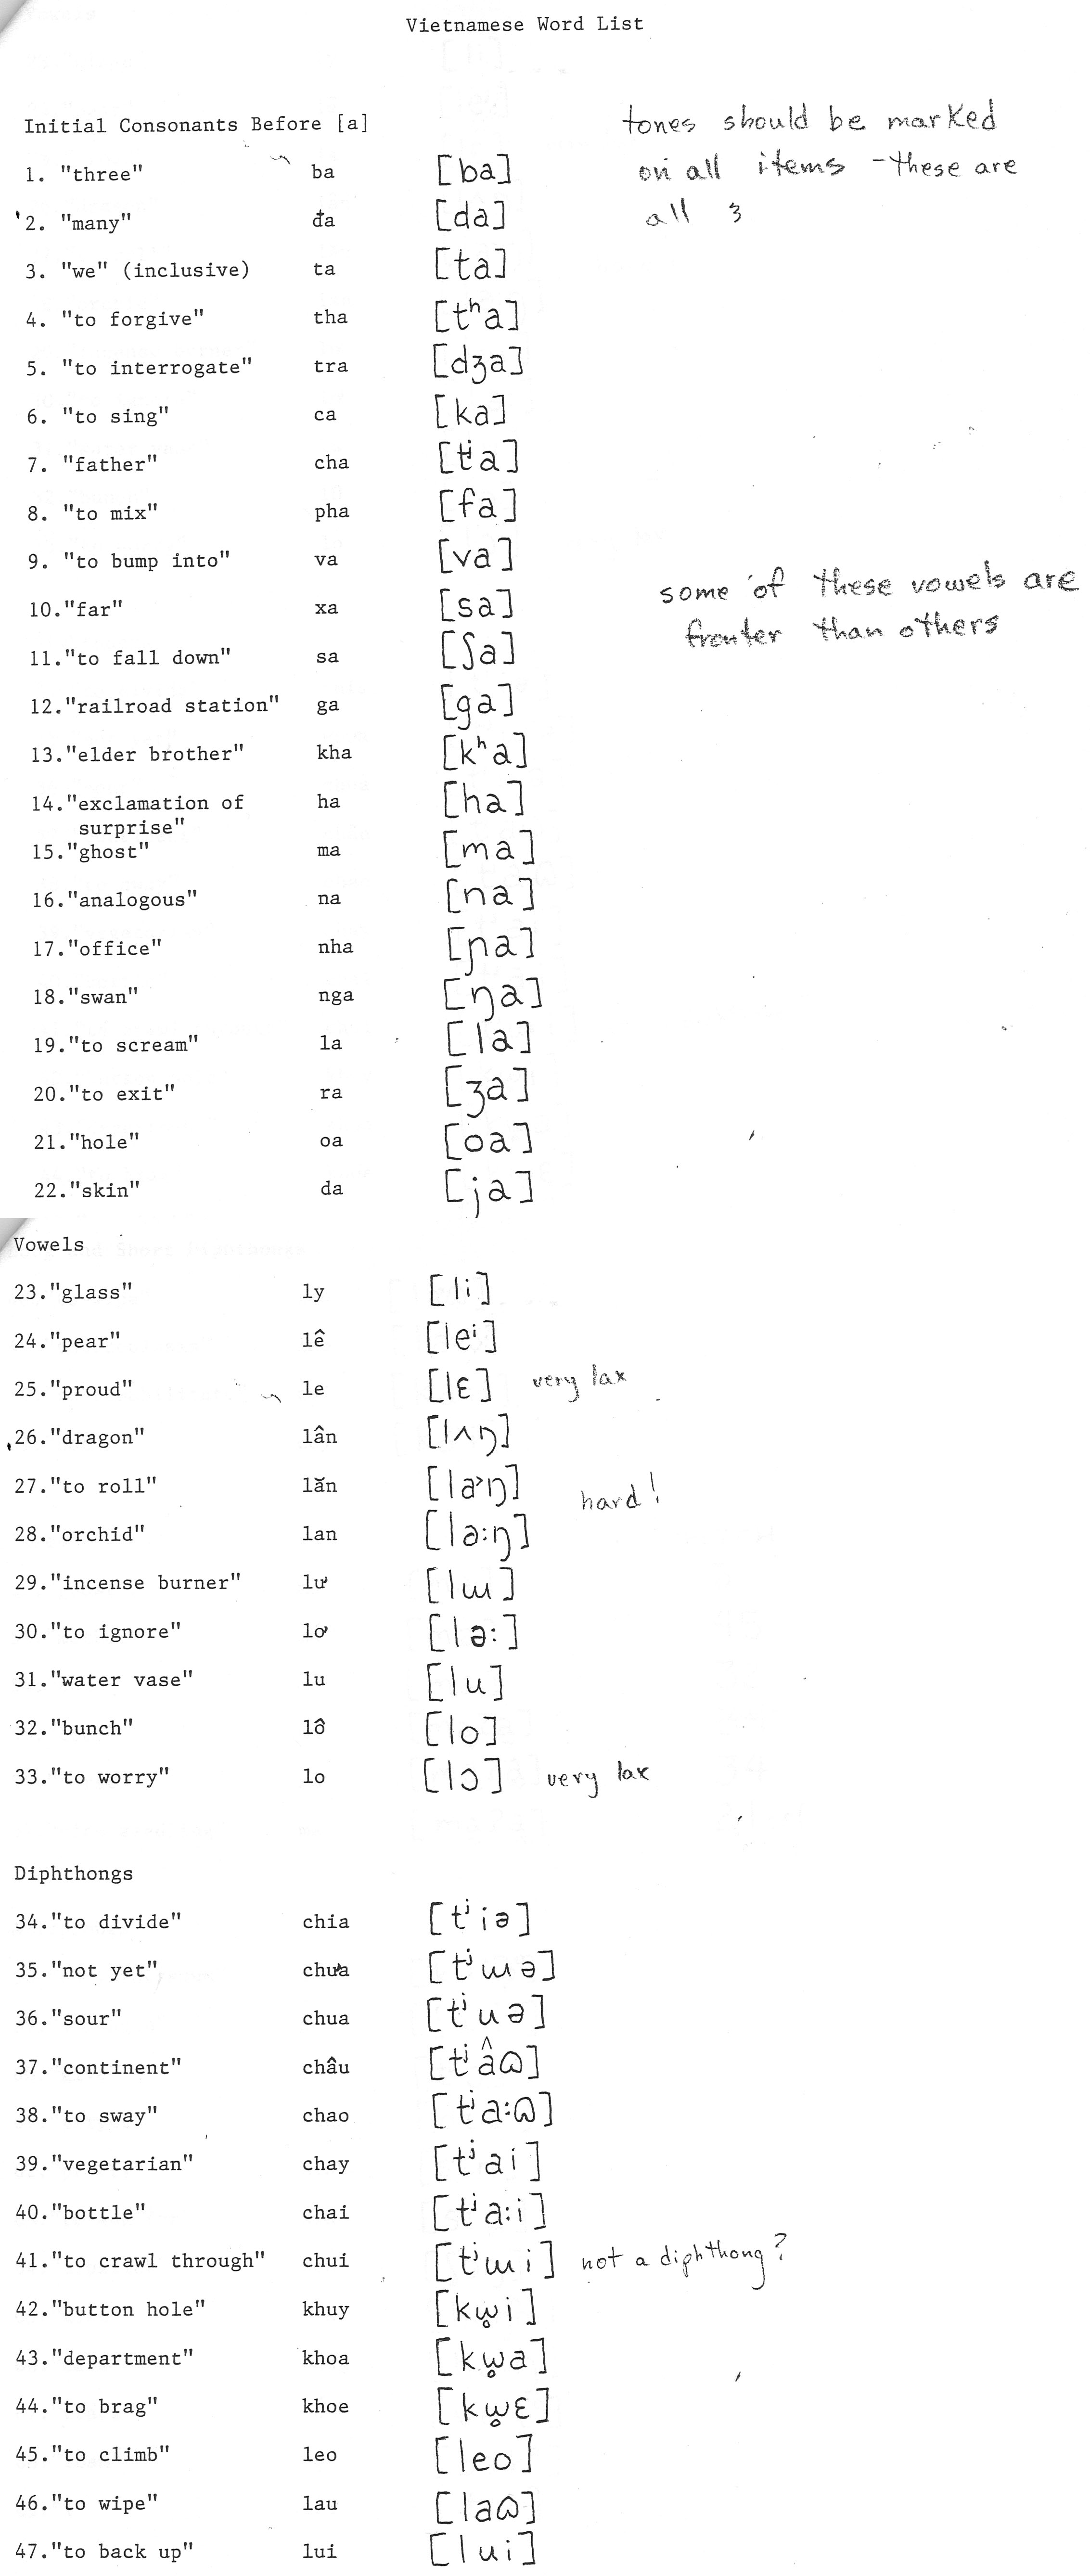 Vietnamese Word List
Initial Consonants Before [a]
tones should be marked
on all items - these are
all 3
1. "three" ba [ba]
2. "many" đa [da]
3. "we" (inclusive) ta [ta]
4. "to forgive" tha [tʰa]
5. "to interrogate" tra [dʒa]
6. "to sing" ca [ka]
7. "father" cha [tʲa]
8. "to mix" pha [fa]
9. "to bump into" va [va]
some of these vowels are
fronter than others
10."far" xa [sa]
11."to fall down" sa [ʃa]
12."railroad station" ga [ga]
13."elder brother" kha [kʰa]
14."exclamation of ha [ha]
surprise"
15."ghost" ma [ma]
16."analogous" na [na]
17."office" nha [ɲa]
18."swan" nga [ŋa]
19."to scream" la [la]
20."to exit" ra [ʒa]
21."hole" oa [oa]
22."skin" da [ja]
Vowels
23."glass" ly [li]
24."pear" lê [leⁱ]
25."proud" le [lɛ] very lax
26."dragon" lân [lʌŋ]
27."to roll" lăn [la˃ŋ] hard!
28."orchid" lan [la:ŋ]
29."incense burner" lư [lɯ]
30."to ignore" lơ [lə:]
31."water vase" lu [lu]
32."bunch" lô [lo]
33."to worry" lo [lɔ] very lax
Diphthongs
34."to divide" chia [tʲiə]
35."not yet" chưa [tʲɯə]
36."sour" chua [tʲuə]
37."continent" châu [tʲâɷ]
38."to sway" chao [tʲa:ɷ]
39."vegetarian" chay [tʲai]
40."bottle" chai [tʲa:i]
41."to crawl through" chui [tʲɯi] not a diphthong?
42."button hole" khuy [kw̥i]
43."department" khoa [kw̥a]
44."to brag" khoe [kw̥ɛ]
45."to climb" leo [leo]
46."to wipe" lau [laɷ]
47."to back up" lui [lui]